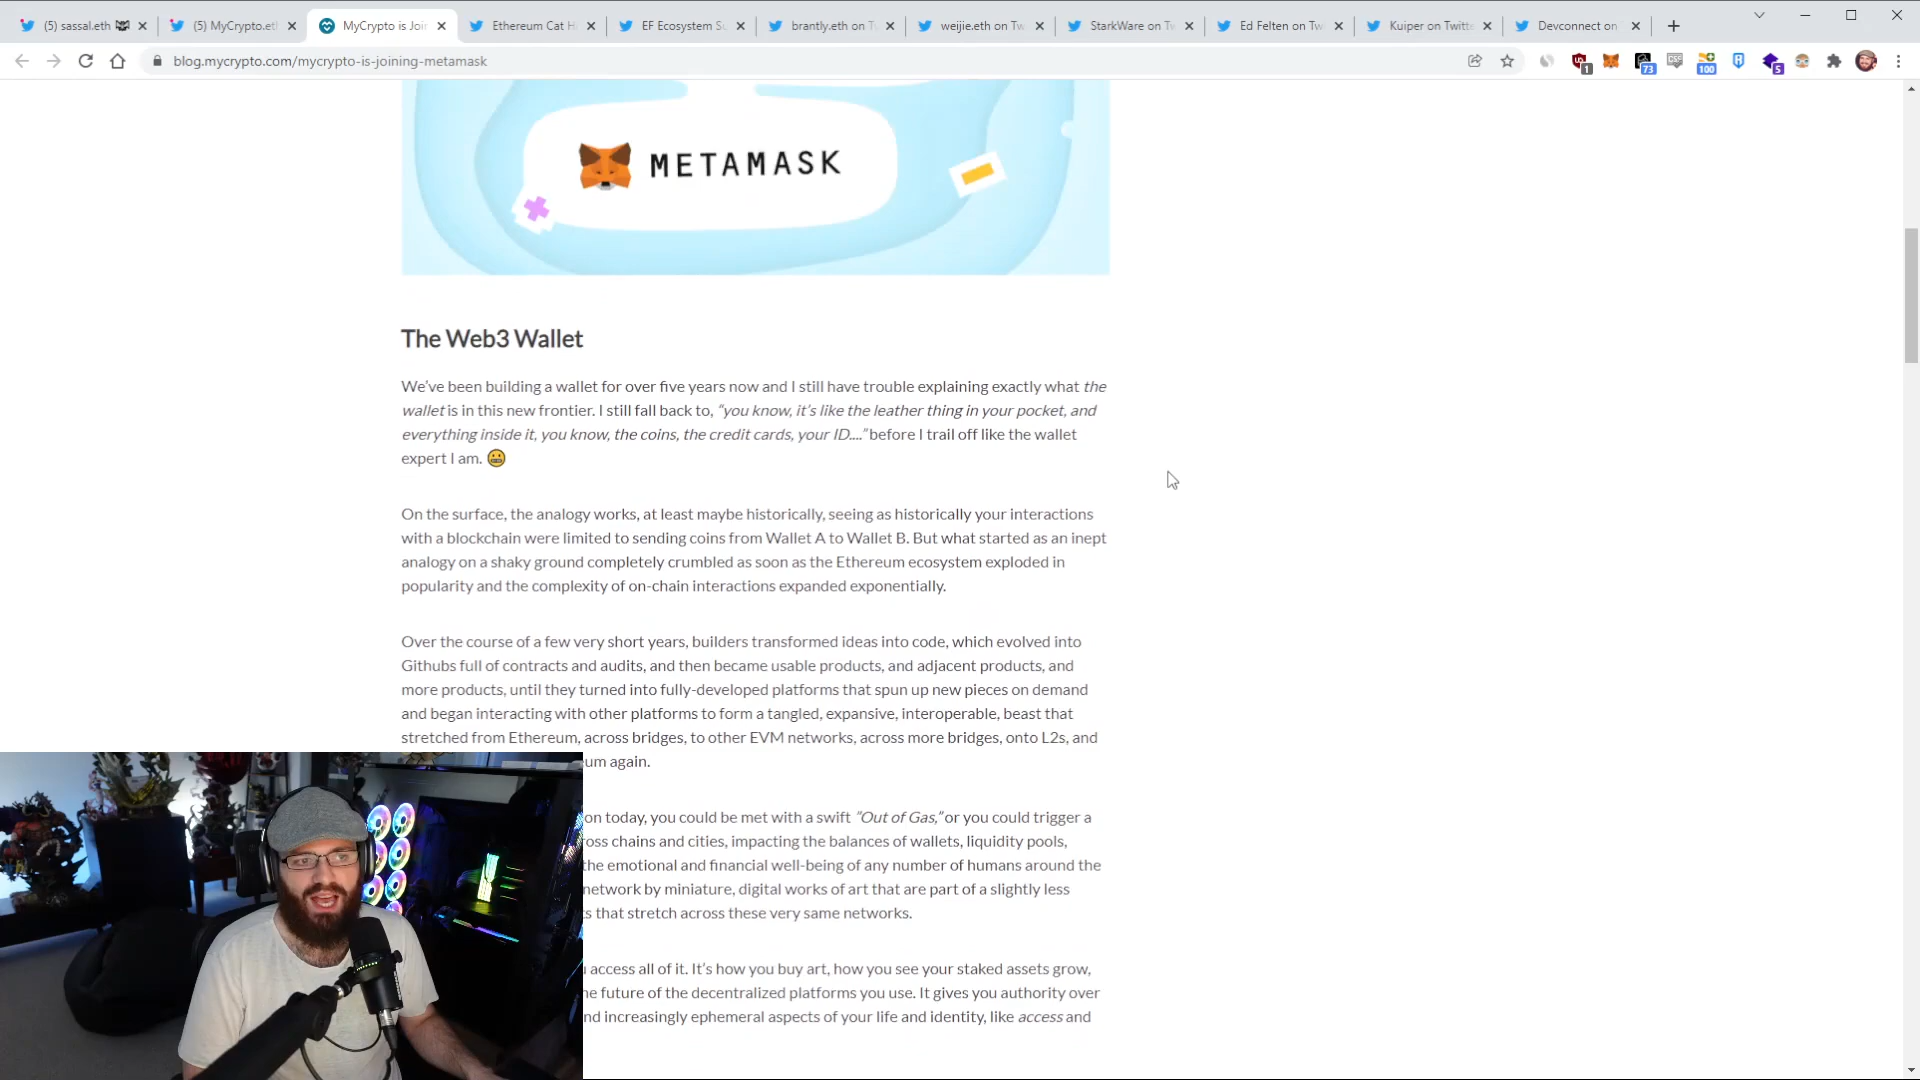 (5) sassal.eth
(5) MyCrypto.eth
MyCrypto is Join
Ethereum Cat H
EF Ecosystem Su
brantly.eth on Tw
weijie.eth on Tw
StarkWare on Tw
Ed Felten on Tw
Kuiper on Twitte
Devconnect on
blog.mycrypto.com/mycrypto-is-joining-metamask
1
73
CSF
100
5
METAMASK
The Web3 Wallet
We've been building a wallet for over five years now and I still have trouble explaining exactly what the
wallet is in this new frontier. I still fall back to, "you know, it's like the leather thing in your pocket, and
everything inside it, you know, the coins, the credit cards, your ID...." before I trail off like the wallet
expert I am. 😬
On the surface, the analogy works, at least maybe historically, seeing as historically your interactions
with a blockchain were limited to sending coins from Wallet A to Wallet B. But what started as an inept
analogy on a shaky ground completely crumbled as soon as the Ethereum ecosystem exploded in
popularity and the complexity of on-chain interactions expanded exponentially.
Over the course of a few very short years, builders transformed ideas into code, which evolved into
Githubs full of contracts and audits, and then became usable products, and adjacent products, and
more products, until they turned into fully-developed platforms that spun up new pieces on demand
and began interacting with other platforms to form a tangled, expansive, interoperable, beast that
stretched from Ethereum, across bridges, to other EVM networks, across more bridges, onto L2s, and
um again.
on today, you could be met with a swift "Out of Gas," or you could trigger a
ross chains and cities, impacting the balances of wallets, liquidity pools,
the emotional and financial well-being of any number of humans around the
network by miniature, digital works of art that are part of a slightly less
s that stretch across these very same networks.
access all of it. It's how you buy art, how you see your staked assets grow,
he future of the decentralized platforms you use. It gives you authority over
nd increasingly ephemeral aspects of your life and identity, like access and